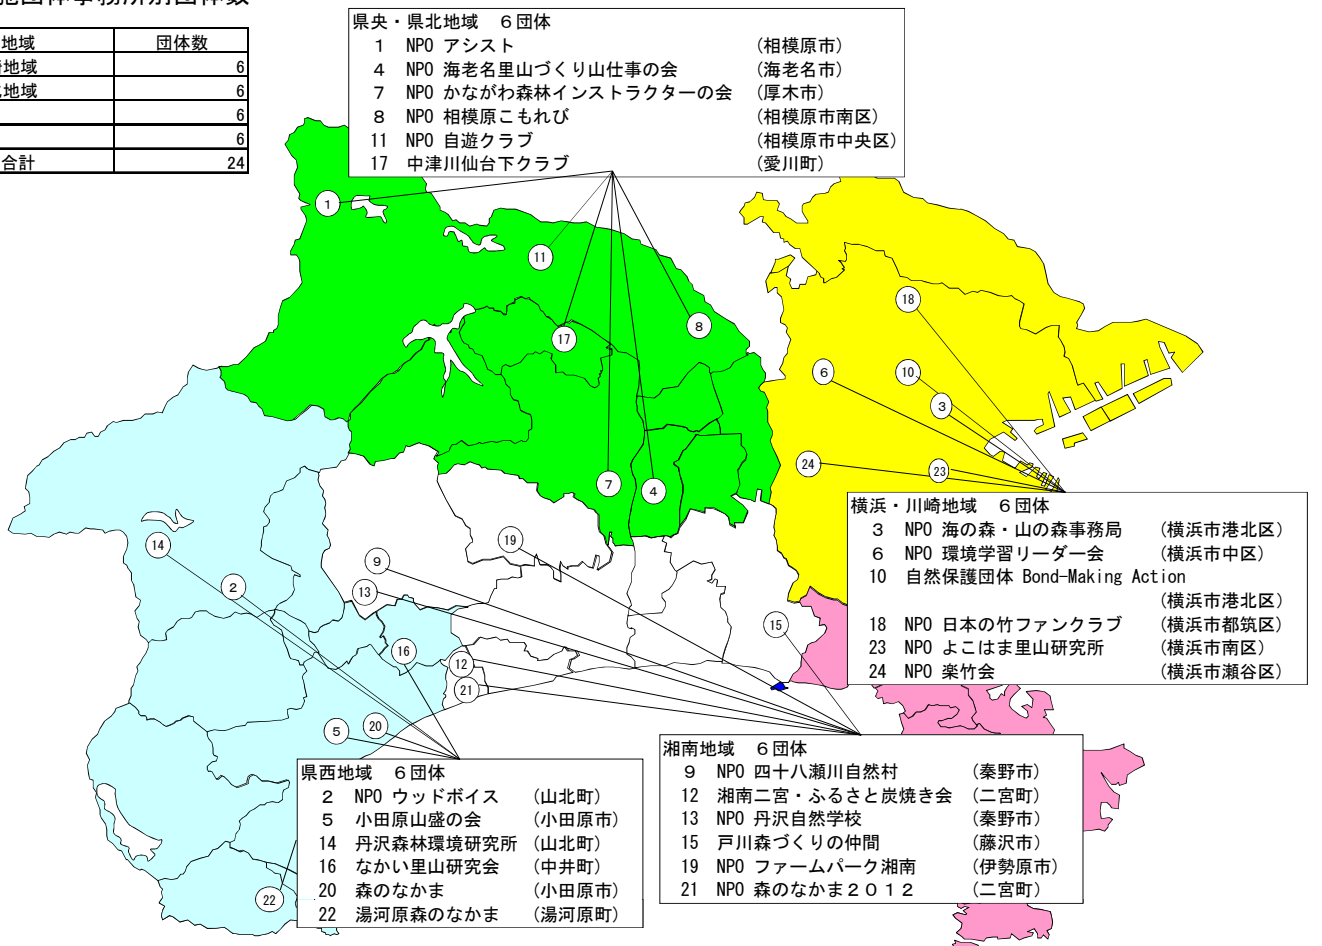 団体事務所別団体数
地域 団体数
地域 6
地域 6
6
6
合計 24
県央・県北地域 6団体
1 NPO アシスト (相模原市)
4 NPO 海老名里山づくり山仕事の会 (海老名市)
7 NPO かながわ森林インストラクターの会 (厚木市)
8 NPO 相模原こもれび (相模原市南区)
11 NPO 自遊クラブ (相模原市中央区)
17 中津川仙台下クラブ (愛川町)
1
11
17
8
7
4
18
6
10
3
24
23
横浜・川崎地域 6団体
3 NPO 海の森・山の森事務局 (横浜市港北区)
6 NPO 環境学習リーダー会 (横浜市中区)
10 自然保護団体 Bond-Making Action
(横浜市港北区)
18 NPO 日本の竹ファンクラブ (横浜市都筑区)
23 NPO よこはま里山研究所 (横浜市南区)
24 NPO 楽竹会 (横浜市瀬谷区)
14
2
9
13
19
15
16
12
21
5
20
22
県西地域 6団体
2 NPO ウッドボイス (山北町)
5 小田原山盛の会 (小田原市)
14 丹沢森林環境研究所 (山北町)
16 なかい里山研究会 (中井町)
20 森のなかま (小田原市)
22 湯河原森のなかま (湯河原町)
湘南地域 6団体
9 NPO 四十八瀬川自然村 (秦野市)
12 湘南二宮・ふるさと炭焼き会 (二宮町)
13 NPO 丹沢自然学校 (秦野市)
15 戸川森づくりの仲間 (藤沢市)
19 NPO ファームパーク湘南 (伊勢原市)
21 NPO 森のなかま２０１２ (二宮町)